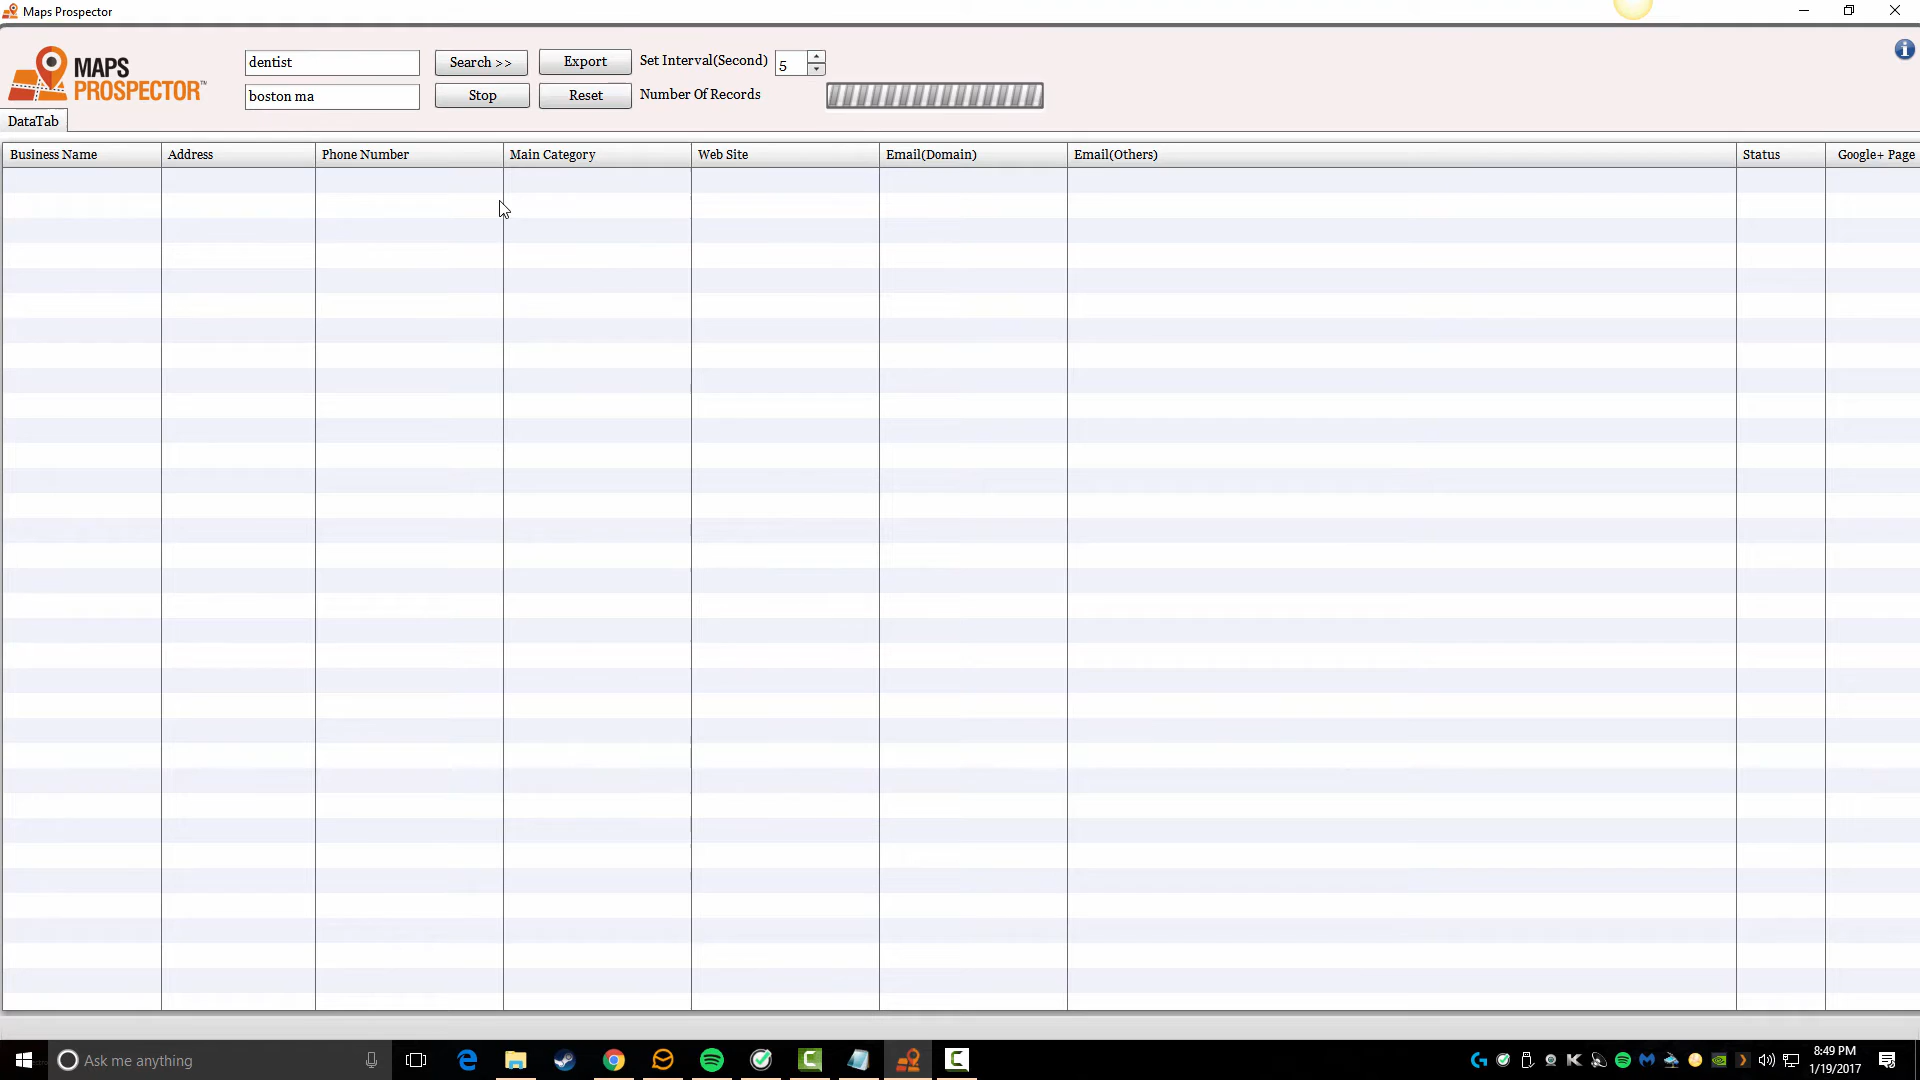 Maps Prospector
MAPS
PROSPECTOR™
dentist
Search >>
Export
Set Interval(Second)
5
boston ma
Stop
Reset
Number Of Records
DataTab
Business Name
Address
Phone Number
Main Category
Web Site
Email(Domain)
Email(Others)
Status
Google+ Page
Ask me anything
8:49 PM
1/19/2017